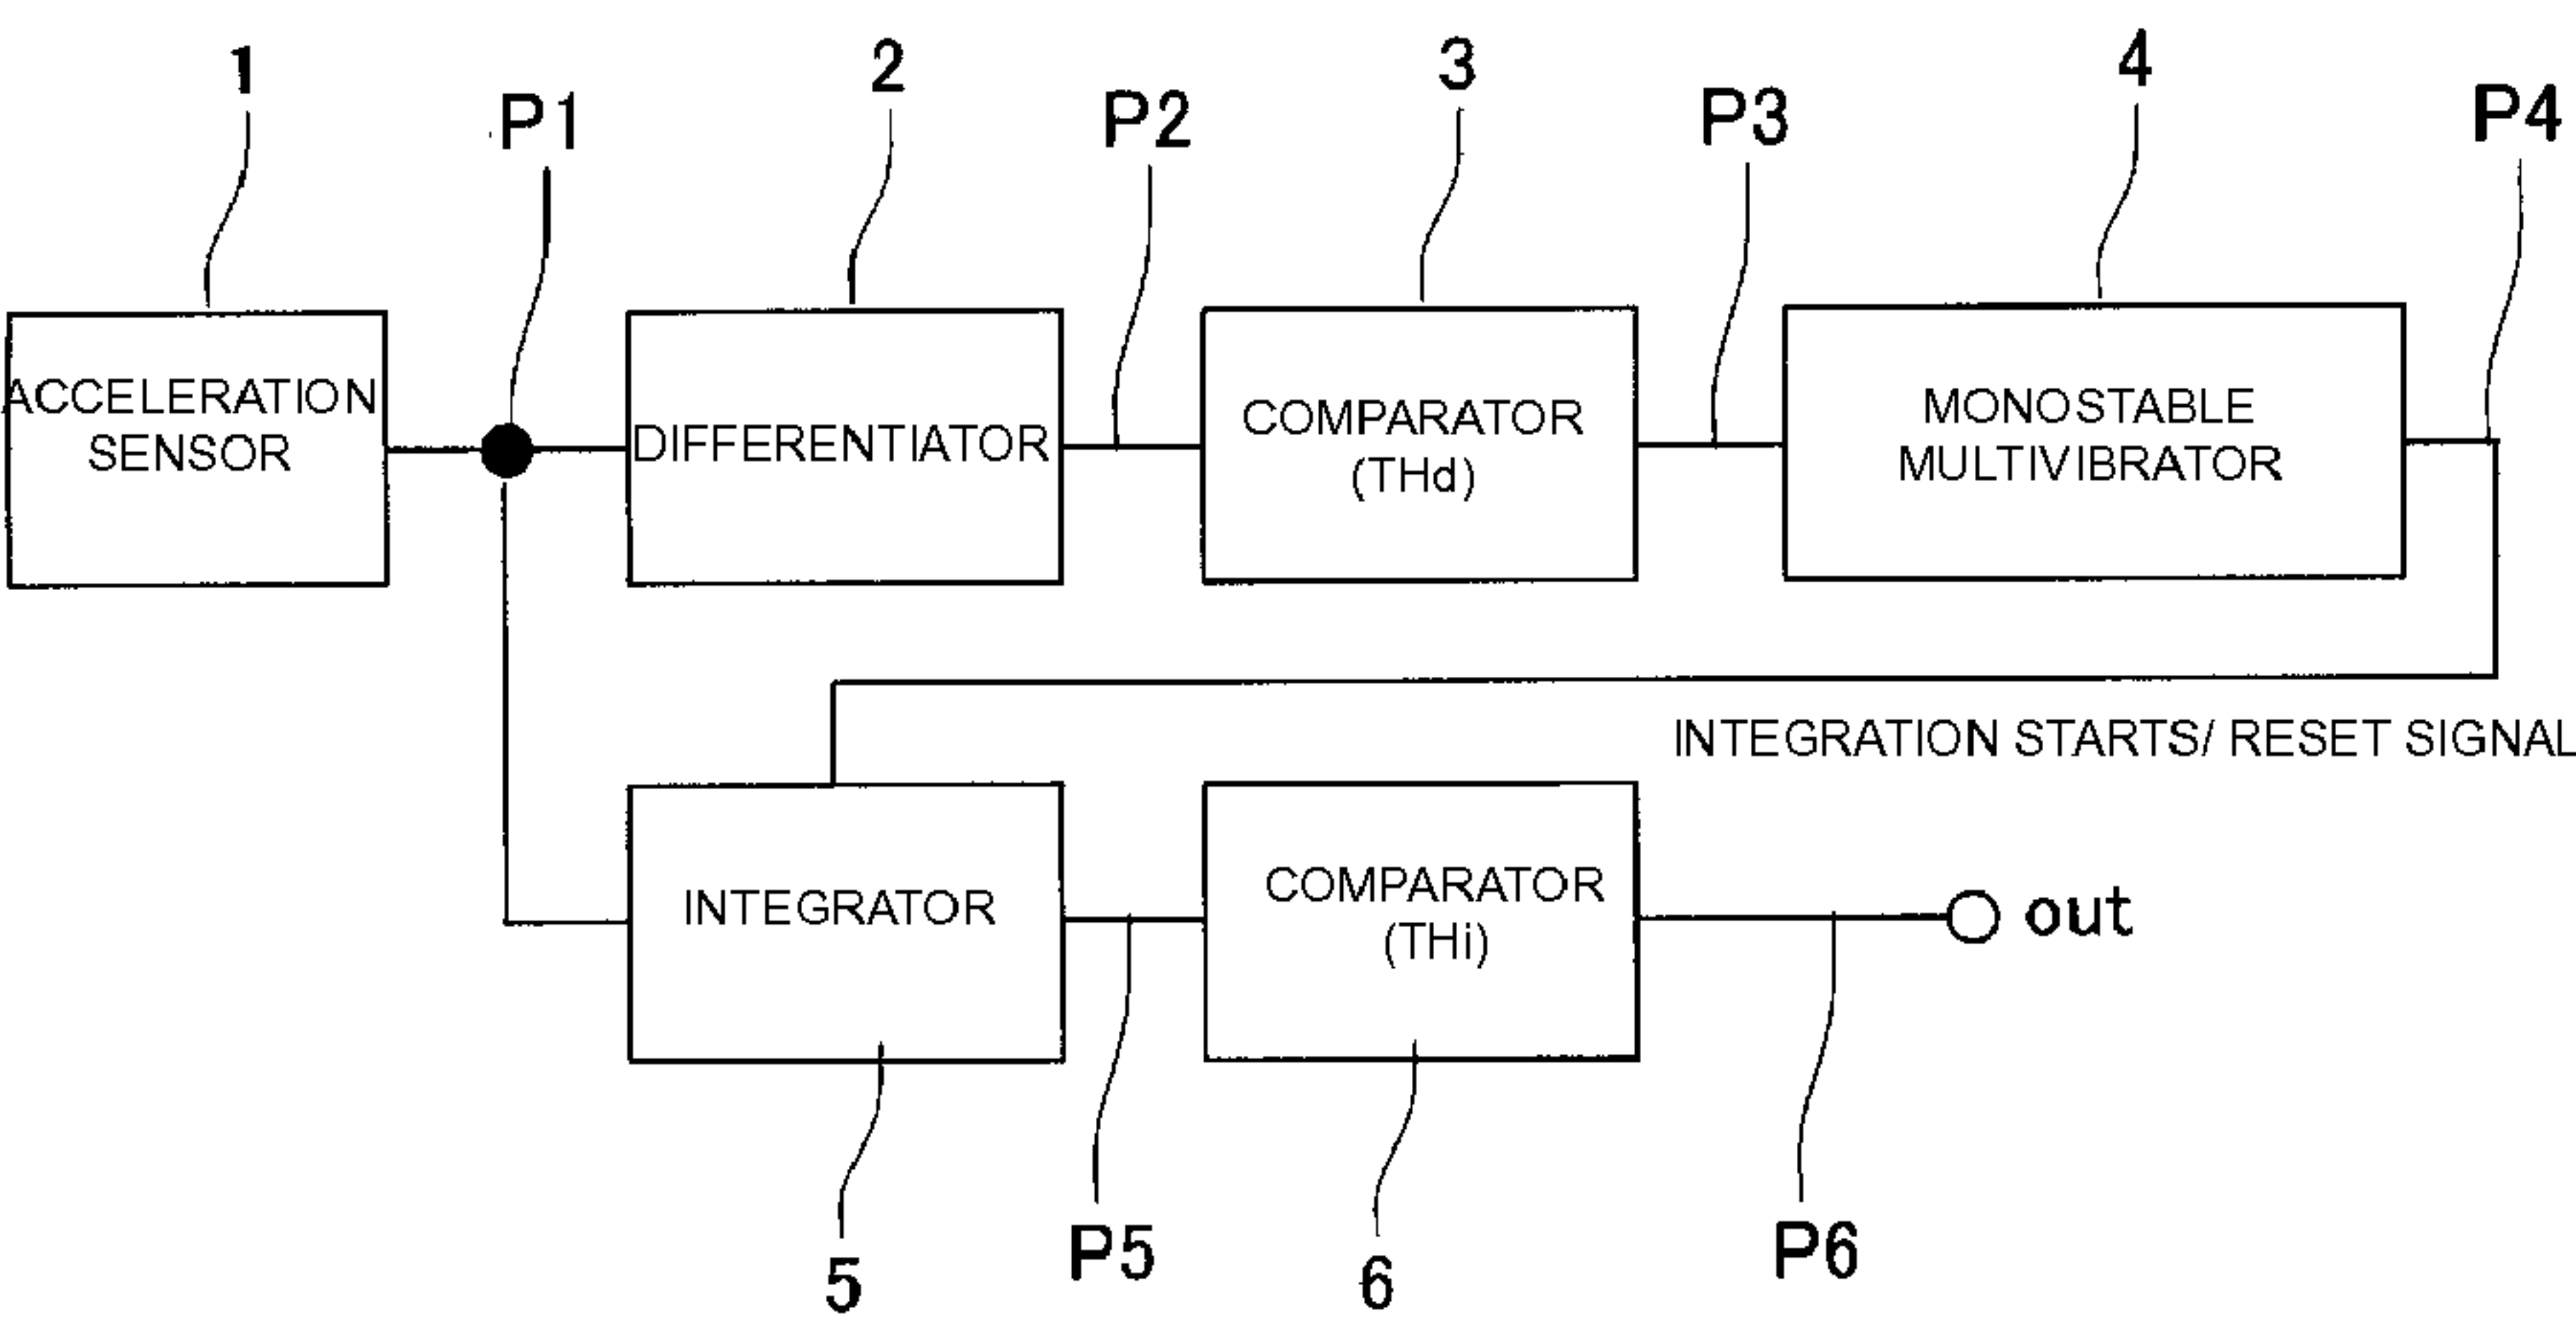 1
2
3
4
P1
P2
P3
P4
ACCELERATION
SENSOR
DIFFERENTIATOR
COMPARATOR
(THd)
MONOSTABLE
MULTIVIBRATOR
INTEGRATION STARTS/ RESET SIGNAL
INTEGRATOR
COMPARATOR
(THi)
out
5
P5
6
P6